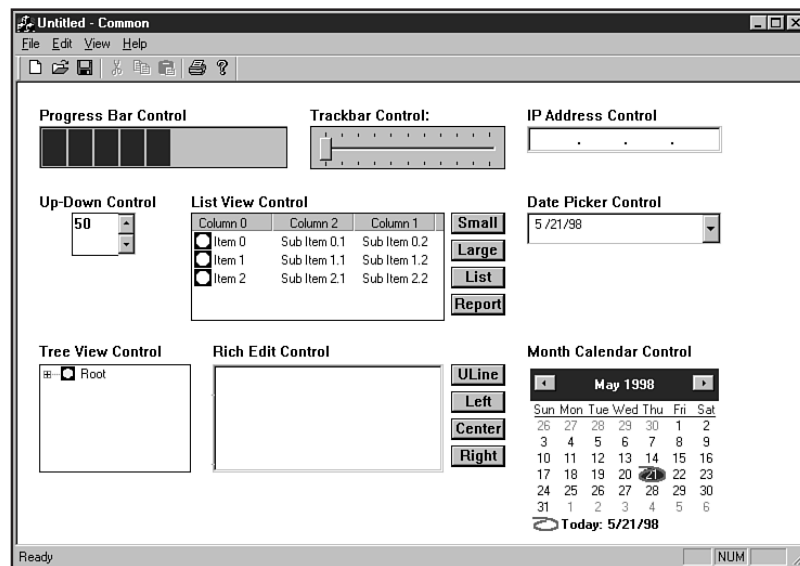 Untitled - Common
File Edit View Help
Progress Bar Control
Trackbar Control:
IP Address Control
. . .
Up-Down Control
50
List View Control
Column 0 Column 2 Column 1
Item 0 Sub Item 0.1 Sub Item 0.2
Item 1 Sub Item 1.1 Sub Item 1.2
Item 2 Sub Item 2.1 Sub Item 2.2
Small
Large
List
Report
Date Picker Control
5 /21/98
Tree View Control
Root
Rich Edit Control
ULine
Left
Center
Right
Month Calendar Control
May 1998
Sun Mon Tue Wed Thu Fri Sat
26 27 28 29 30 1 2
3 4 5 6 7 8 9
10 11 12 13 14 15 16
17 18 19 20 21 22 23
24 25 26 27 28 29 30
31 1 2 3 4 5 6
Today: 5/21/98
Ready
NUM